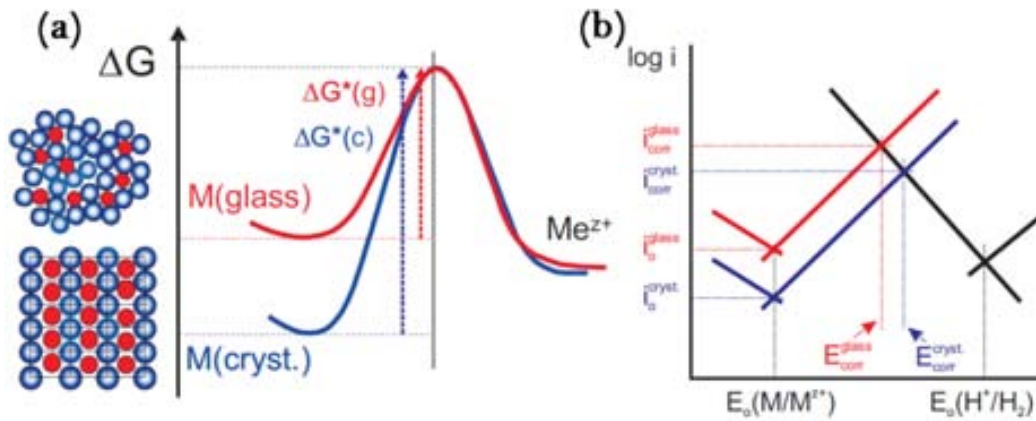 (a)
ΔG
ΔG*(g)
ΔG*(c)
M(glass)
Me^z+
M(cryst.)
(b)
log i
i_corr^glass
i_corr^cryst.
i_o^glass
i_o^cryst.
E_corr^glass
E_corr^cryst.
E_o(M/M^z+)
E_o(H^+/H_2)